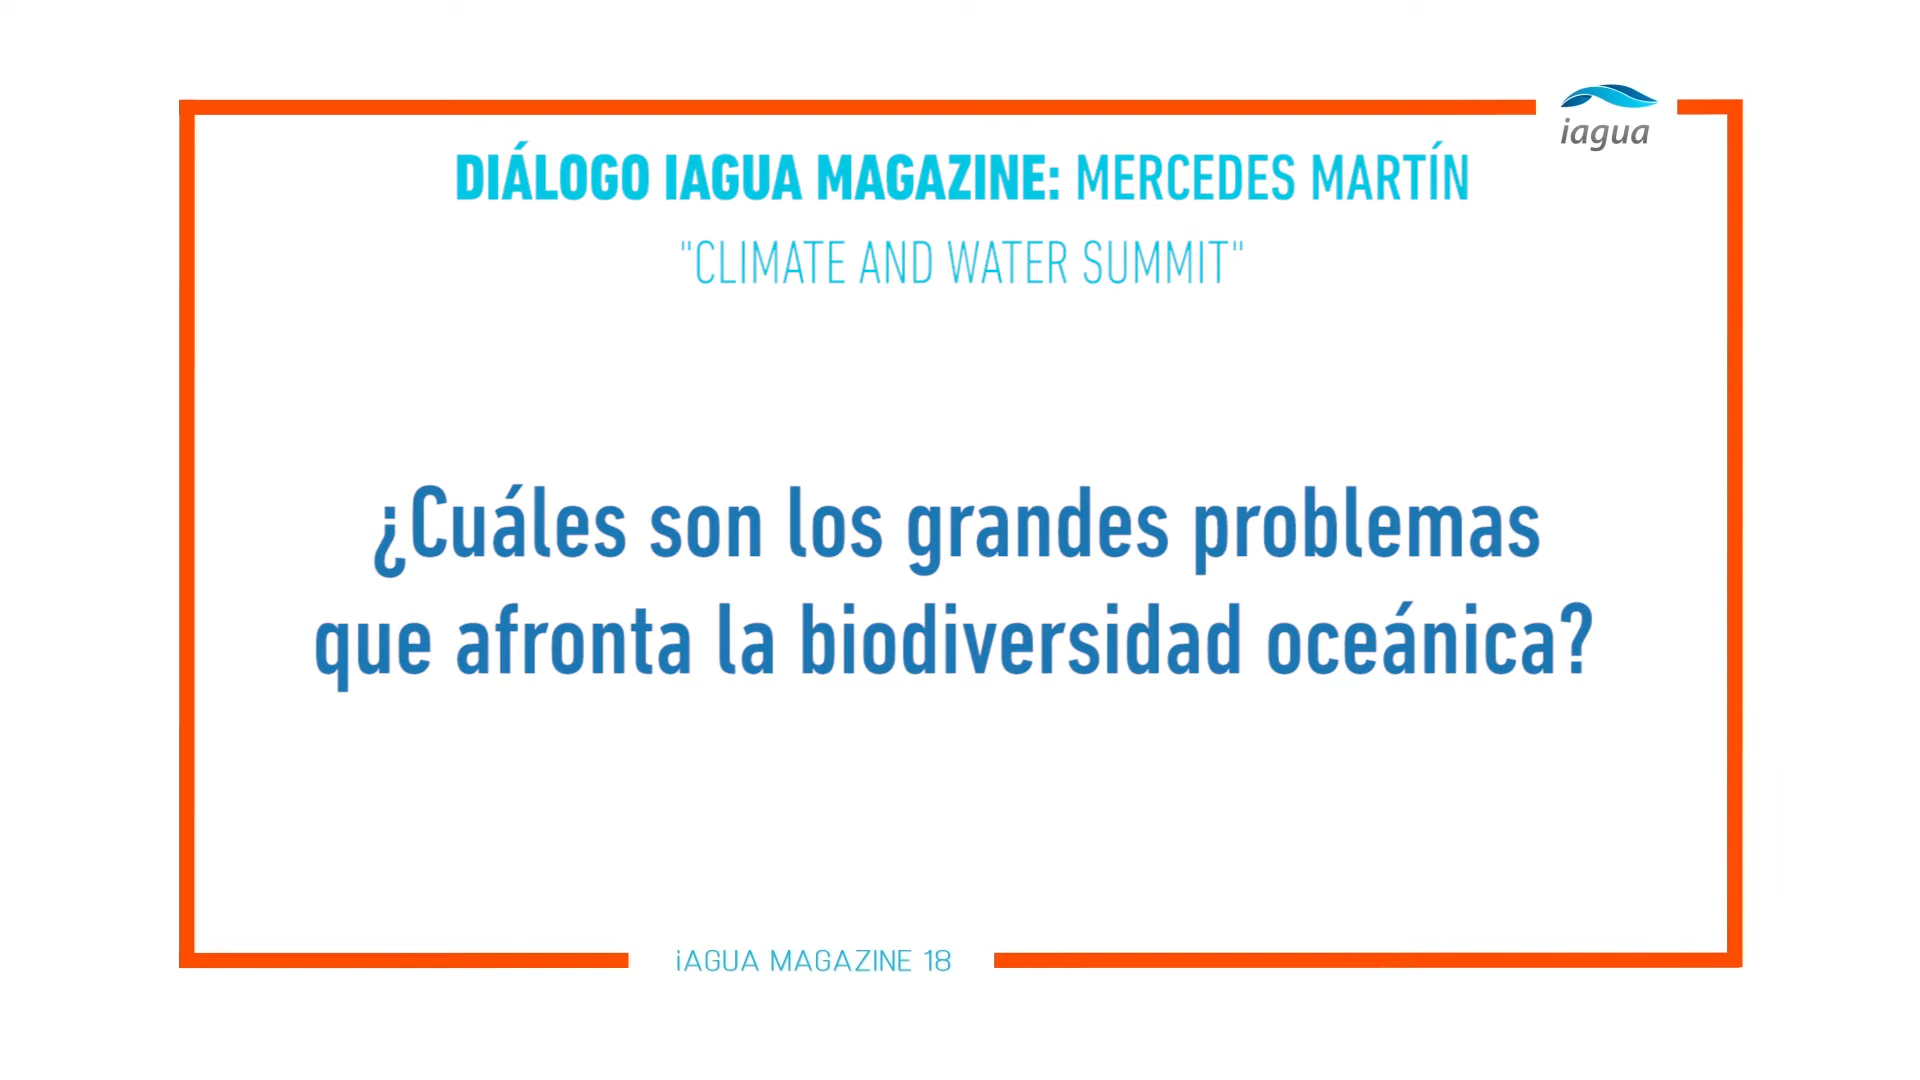 iagua
DIÁLOGO IAGUA MAGAZINE: MERCEDES MARTÍN
"CLIMATE AND WATER SUMMIT"
¿Cuáles son los grandes problemas
que afronta la biodiversidad oceánica?
iAGUA MAGAZINE 18